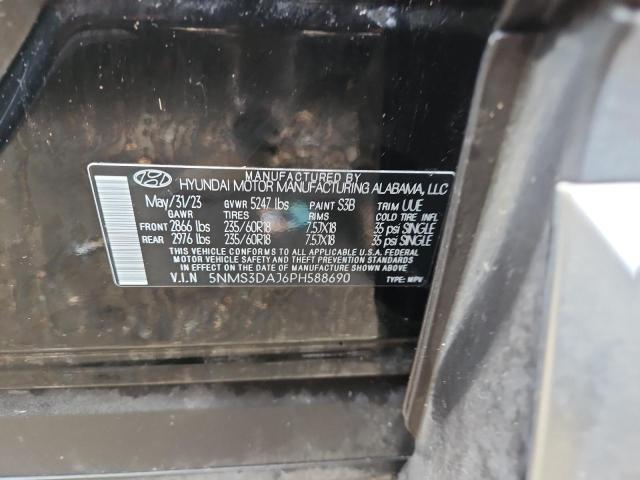 MANUFACTURED BY
HYUNDAI MOTOR MANUFACTURING ALABAMA, LLC
May/31/23 GVWR 5247 lbs PAINT S3B TRIM UUE
GAWR TIRES RIMS COLD TIRE INFL.
FRONT 2866 lbs 235/60R18 7.5JX18 35 psi SINGLE
REAR 2976 lbs 235/60R18 7.5JX18 35 psi SINGLE
THIS VEHICLE CONFORMS TO ALL APPLICABLE U.S.A. FEDERAL
MOTOR VEHICLE SAFETY, BUMPER, AND THEFT PREVENTION
STANDARDS IN EFFECT ON THE DATE OF MANUFACTURE SHOWN ABOVE.
V.I.N 5NMS3DAJ6PH588690 TYPE: MPV